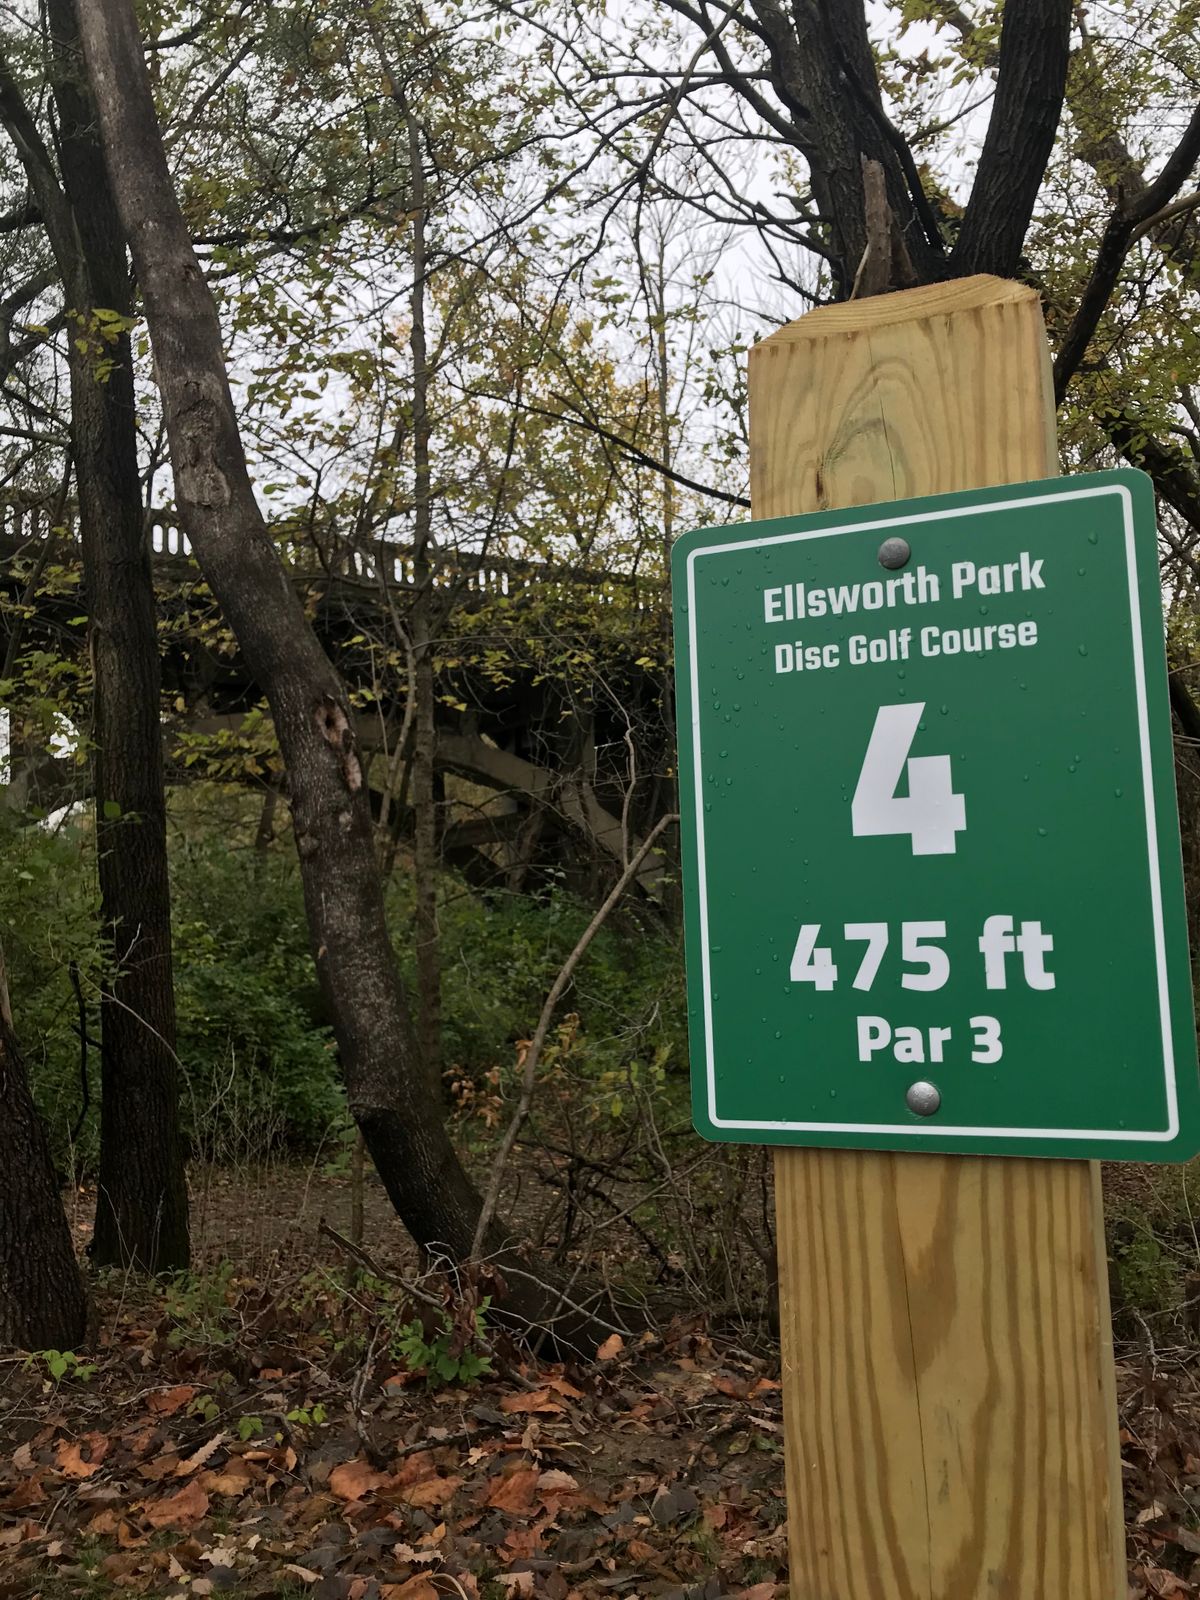 Ellsworth Park
Disc Golf Course
4
475 ft
Par 3